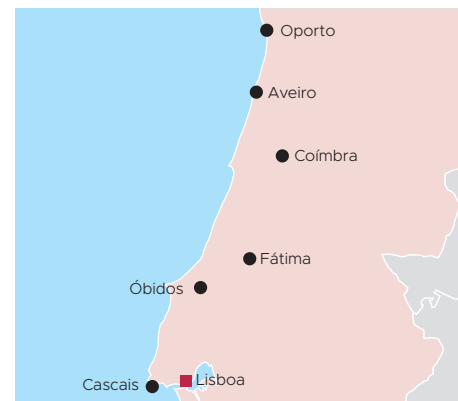 Oporto
Aveiro
Coímbra
Fátima
Óbidos
Lisboa
Cascais